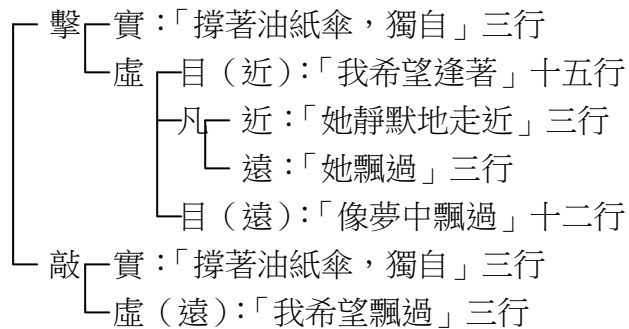 擊 實：「撐著油紙傘，獨自」三行
虛 目（近）：「我希望逢著」十五行
凡 近：「她靜默地走近」三行
遠：「她飄過」三行
目（遠）：「像夢中飄過」十二行
敲 實：「撐著油紙傘，獨自」三行
虛（遠）：「我希望飄過」三行